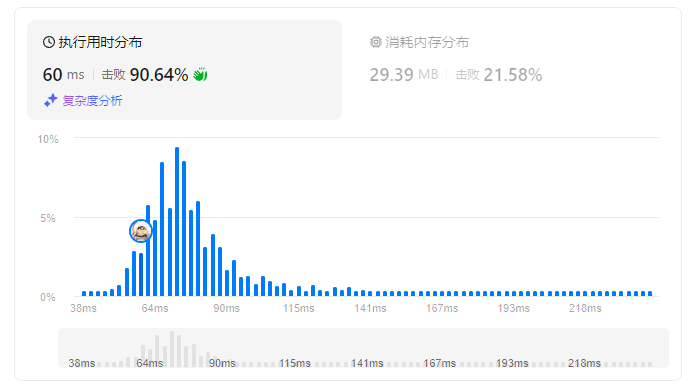 执行用时分布
60 ms 击败 90.64%
复杂度分析
消耗内存分布
29.39 MB 击败 21.58%
10%
5%
0%
38ms 64ms 90ms 115ms 141ms 167ms 193ms 218ms
38ms 64ms 90ms 115ms 141ms 167ms 193ms 218ms